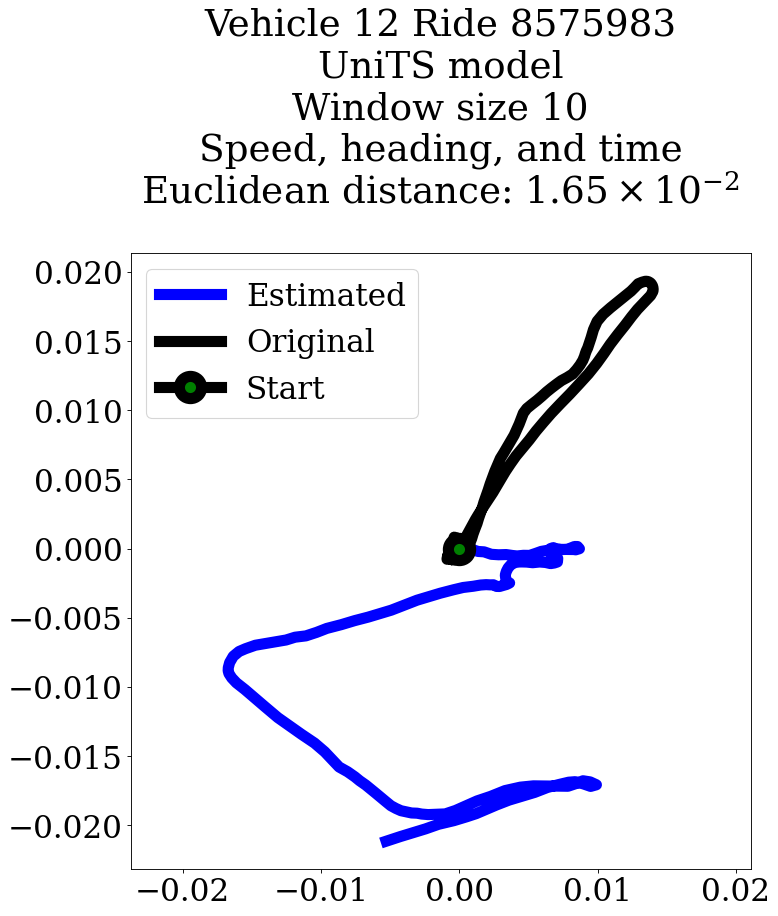 Vehicle 12 Ride 8575983
UniTS model
Window size 10
Speed, heading, and time
Euclidean distance: 1.65 × 10⁻²
Estimated
Original
Start
0.020
0.015
0.010
0.005
0.000
−0.005
−0.010
−0.015
−0.020
−0.02 −0.01 0.00 0.01 0.02